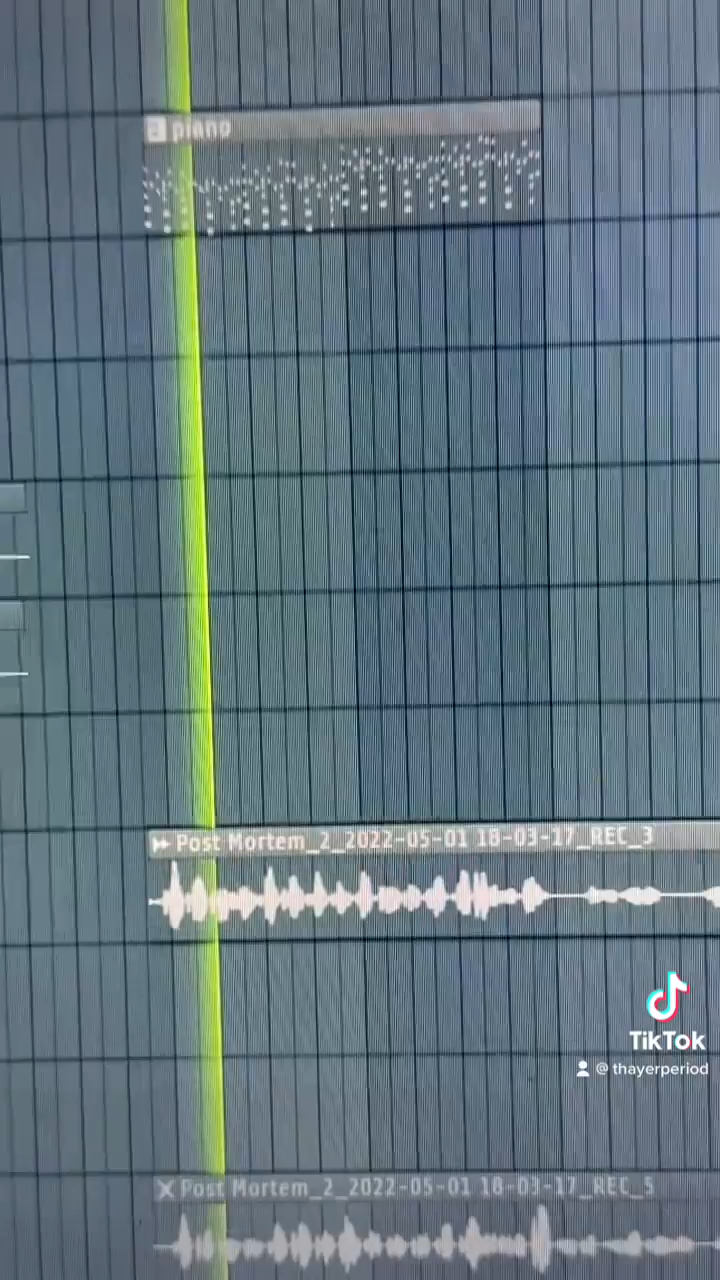 piano
Post Mortem_2_2022-05-01 18-03-17_REC_3
TikTok
@ thayerperiod
Post Mortem_2_2022-05-01 18-03-17_REC_5